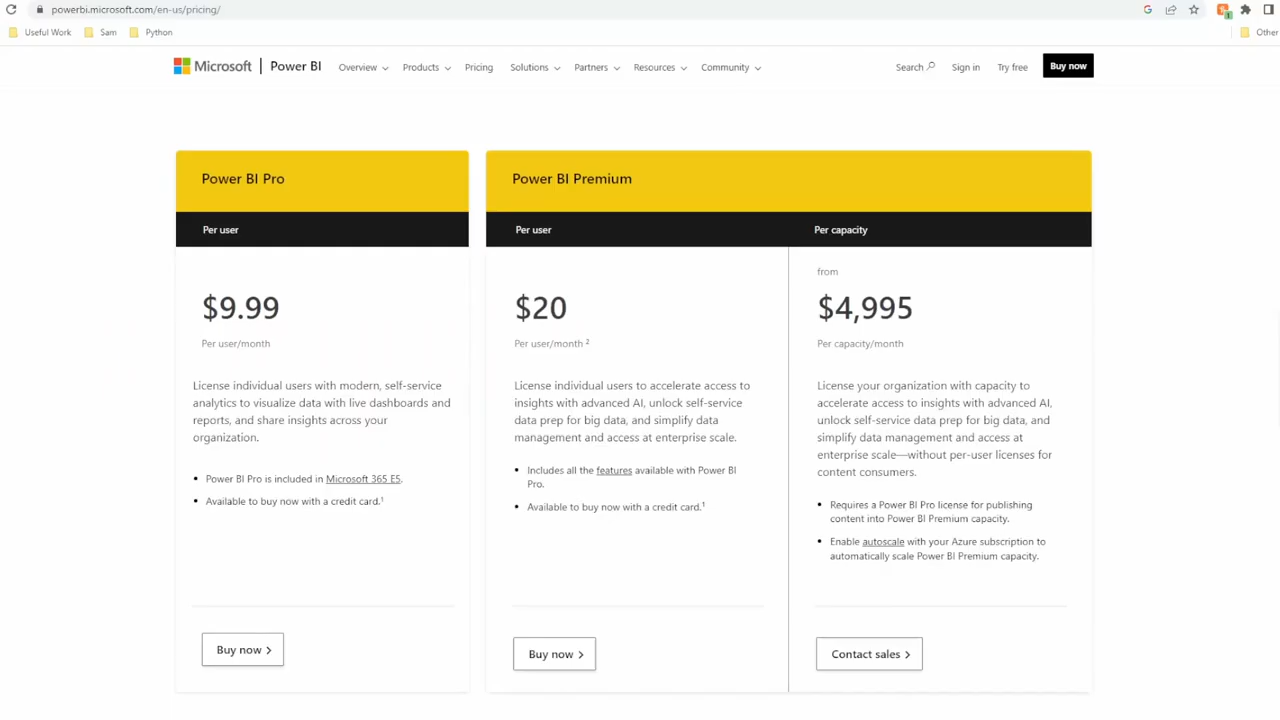 powerbi.microsoft.com/en-us/pricing/
Useful Work Sam Python Other
Microsoft Power BI Overview Products Pricing Solutions Partners Resources Community Search Sign in Try free Buy now
Power BI Pro
Per user
$9.99
Per user/month
License individual users with modern, self-service
analytics to visualize data with live dashboards and
reports, and share insights across your
organization.
Power BI Pro is included in Microsoft 365 E5.
Available to buy now with a credit card.¹
Buy now
Power BI Premium
Per user
$20
Per user/month ²
License individual users to accelerate access to
insights with advanced AI, unlock self-service
data prep for big data, and simplify data
management and access at enterprise scale.
Includes all the features available with Power BI
Pro.
Available to buy now with a credit card.¹
Buy now
Per capacity
from
$4,995
Per capacity/month
License your organization with capacity to
accelerate access to insights with advanced AI,
unlock self-service data prep for big data, and
simplify data management and access at
enterprise scale—without per-user licenses for
content consumers.
Requires a Power BI Pro license for publishing
content into Power BI Premium capacity.
Enable autoscale with your Azure subscription to
automatically scale Power BI Premium capacity.
Contact sales